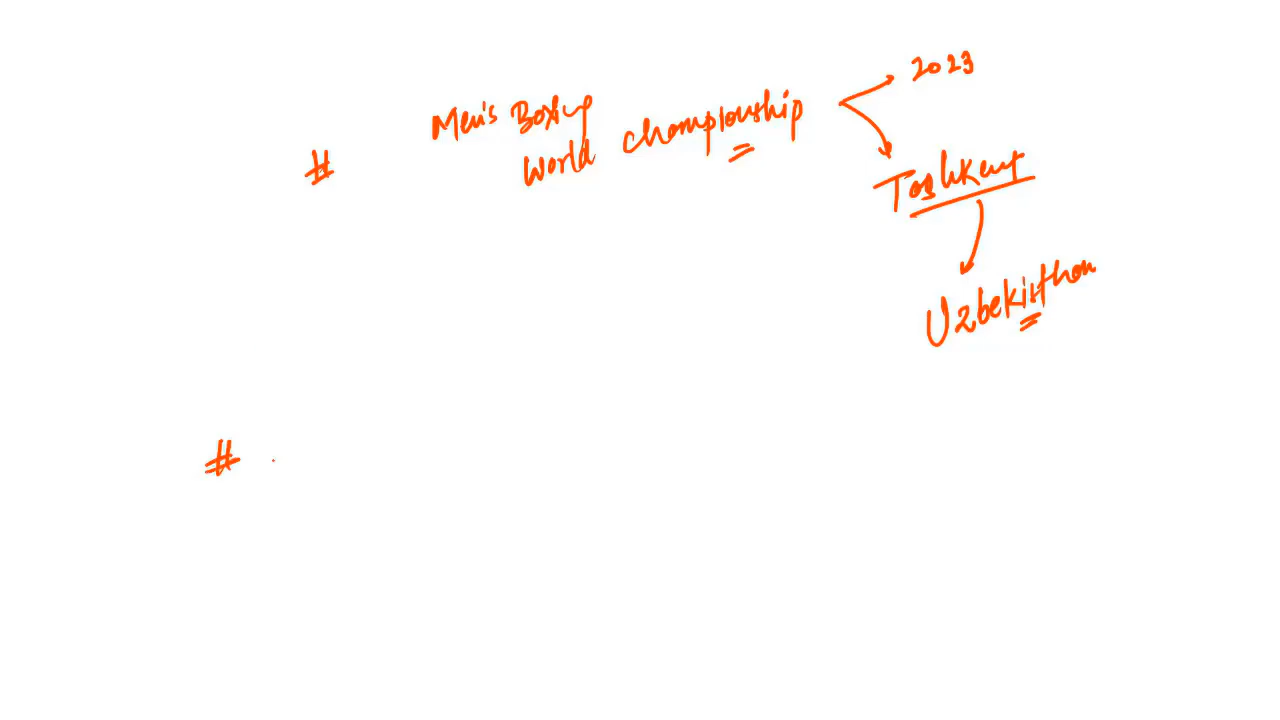 2023
# Men's Boxing
World Championship
Tashkent
Uzbekisthan
#